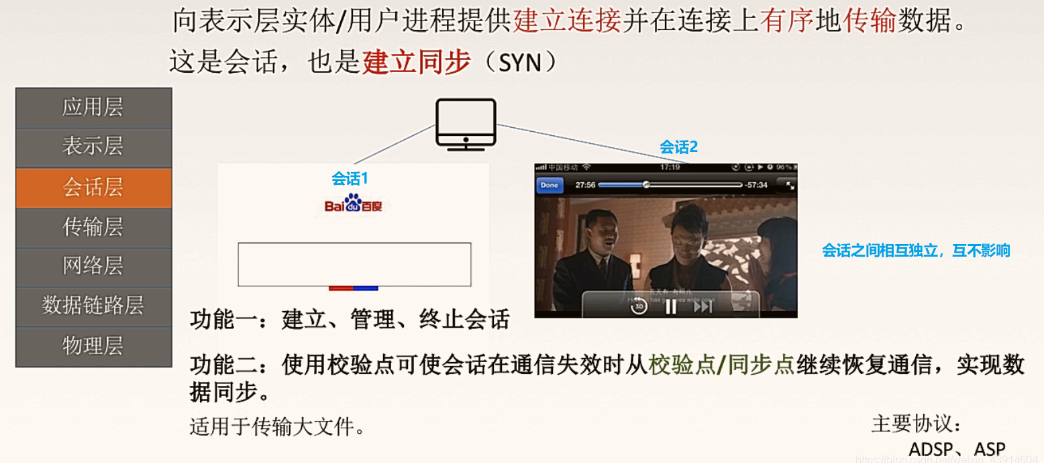 向表示层实体/用户进程提供建立连接并在连接上有序地传输数据。
这是会话，也是建立同步（SYN）
应用层
表示层
会话层
传输层
网络层
数据链路层
物理层
会话1
Bai du 百度
会话2
中国移动
17:19
96%
Done
27:56
-57:34
30
会话之间相互独立，互不影响
功能一：建立、管理、终止会话
功能二：使用校验点可使会话在通信失效时从校验点/同步点继续恢复通信，实现数
据同步。
适用于传输大文件。
主要协议：
ADSP、ASP